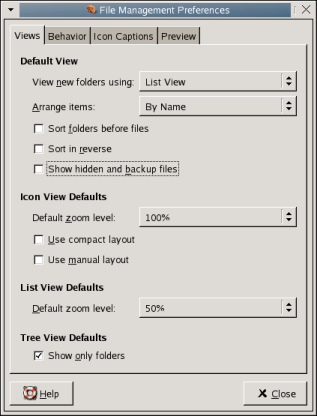 File Management Preferences
Views Behavior Icon Captions Preview
Default View
View new folders using: List View
Arrange items: By Name
Sort folders before files
Sort in reverse
Show hidden and backup files
Icon View Defaults
Default zoom level: 100%
Use compact layout
Use manual layout
List View Defaults
Default zoom level: 50%
Tree View Defaults
Show only folders
Help Close